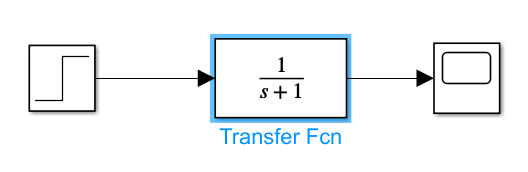 1
s + 1
Transfer Fcn